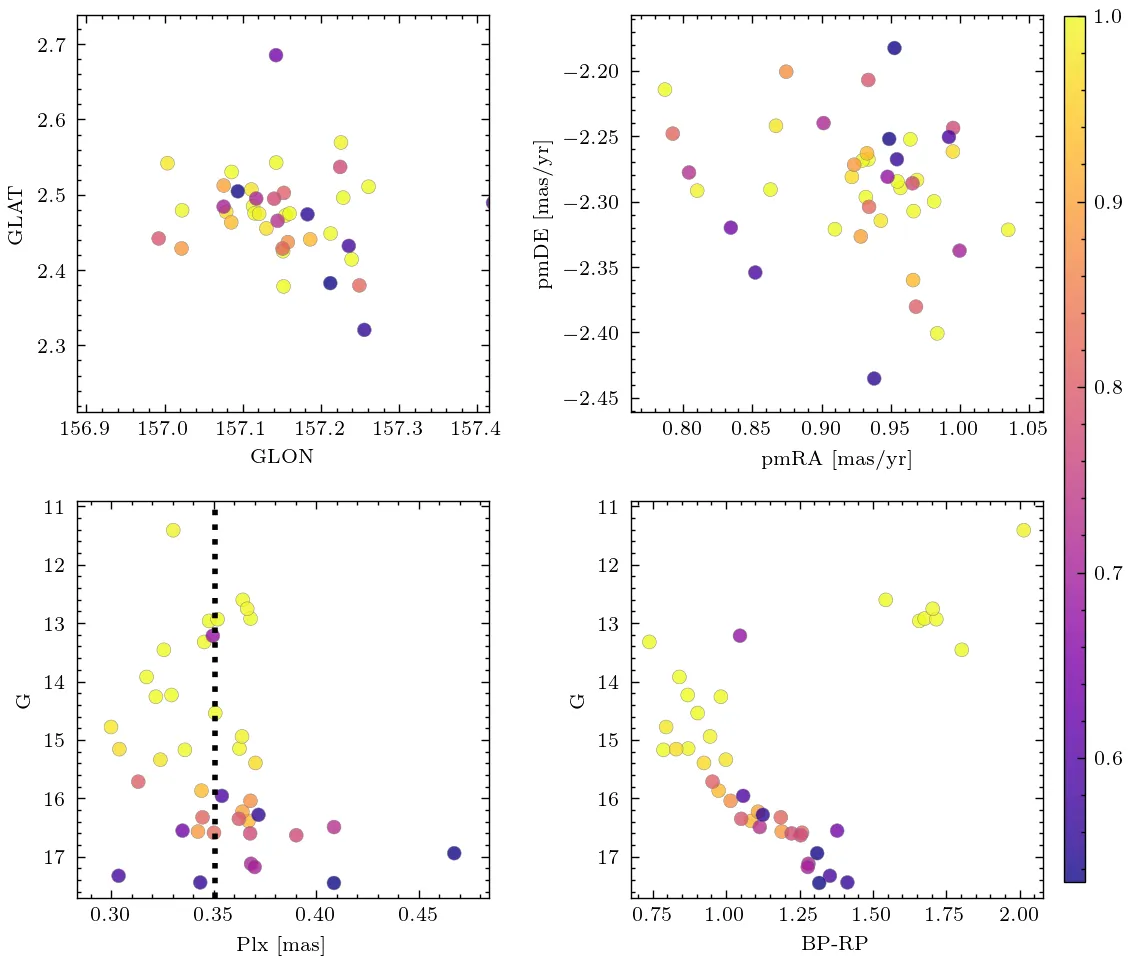 2.7
2.6
2.5
2.4
2.3
GLAT
156.9 157.0 157.1 157.2 157.3 157.4
GLON
−2.20
−2.25
−2.30
−2.35
−2.40
−2.45
pmDE [mas/yr]
0.80 0.85 0.90 0.95 1.00 1.05
pmRA [mas/yr]
1.0
0.9
0.8
0.7
0.6
11
12
13
14
15
16
17
G
0.30 0.35 0.40 0.45
Plx [mas]
11
12
13
14
15
16
17
G
0.75 1.00 1.25 1.50 1.75 2.00
BP-RP